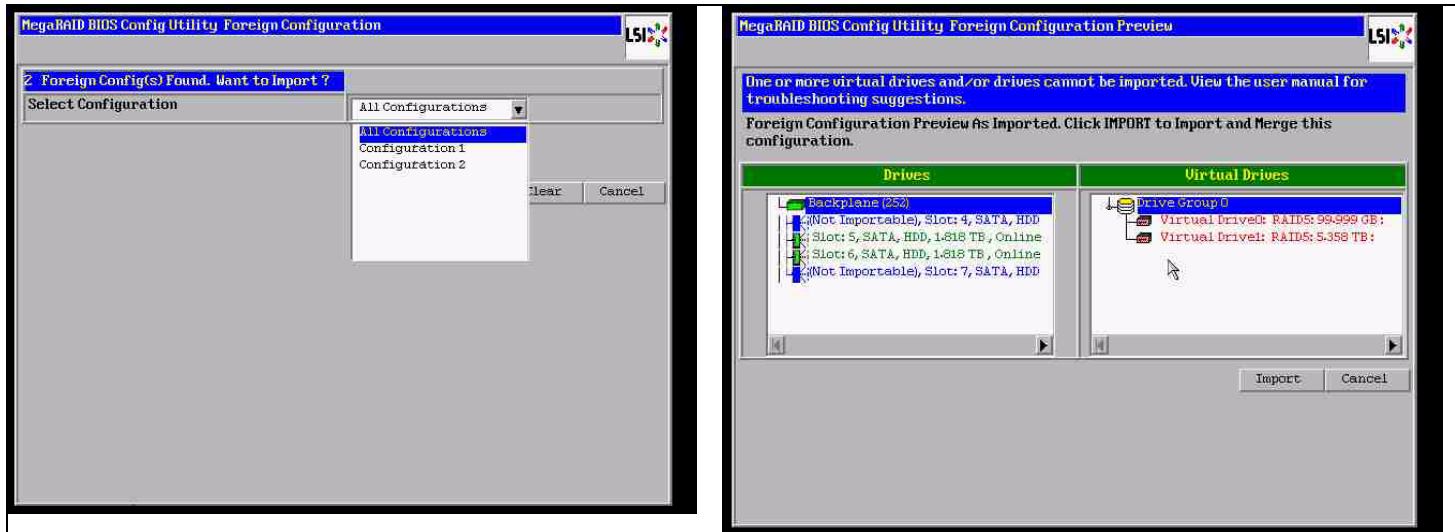 MegaRAID BIOS Config Utility Foreign Configuration
LSI
2 Foreign Config(s) Found. Want to Import ?
Select Configuration
All Configurations
All Configurations
Configuration 1
Configuration 2
Clear
Cancel
MegaRAID BIOS Config Utility Foreign Configuration Preview
LSI
One or more virtual drives and/or drives cannot be imported. View the user manual for
troubleshooting suggestions.
Foreign Configuration Preview As Imported. Click IMPORT to Import and Merge this
configuration.
Drives
Backplane (252)
(Not Importable), Slot: 4, SATA, HDD
Slot: 5, SATA, HDD, 1.818 TB, Online
Slot: 6, SATA, HDD, 1.818 TB, Online
(Not Importable), Slot: 7, SATA, HDD
Virtual Drives
Drive Group 0
Virtual Drive0: RAID5: 99.999 GB:
Virtual Drive1: RAID5: 5.358 TB:
Import
Cancel